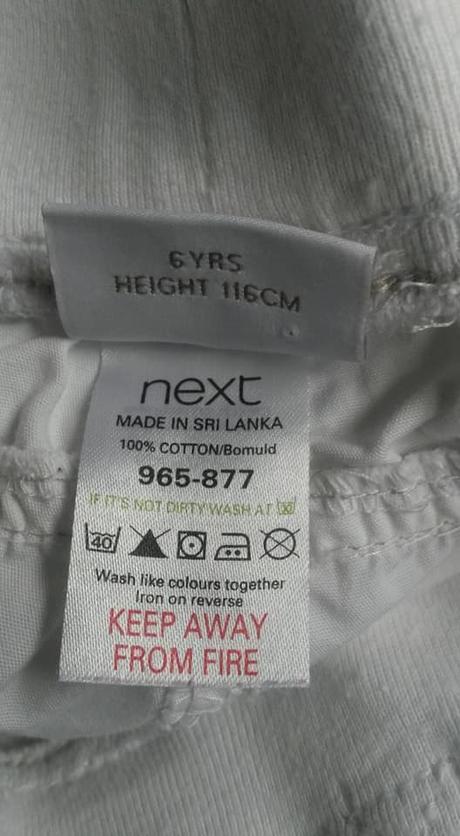 6YRS
HEIGHT 116CM
next
MADE IN SRI LANKA
100% COTTON/Bomuld
965-877
IF IT'S NOT DIRTY WASH AT
40
Wash like colours together
Iron on reverse
KEEP AWAY
FROM FIRE